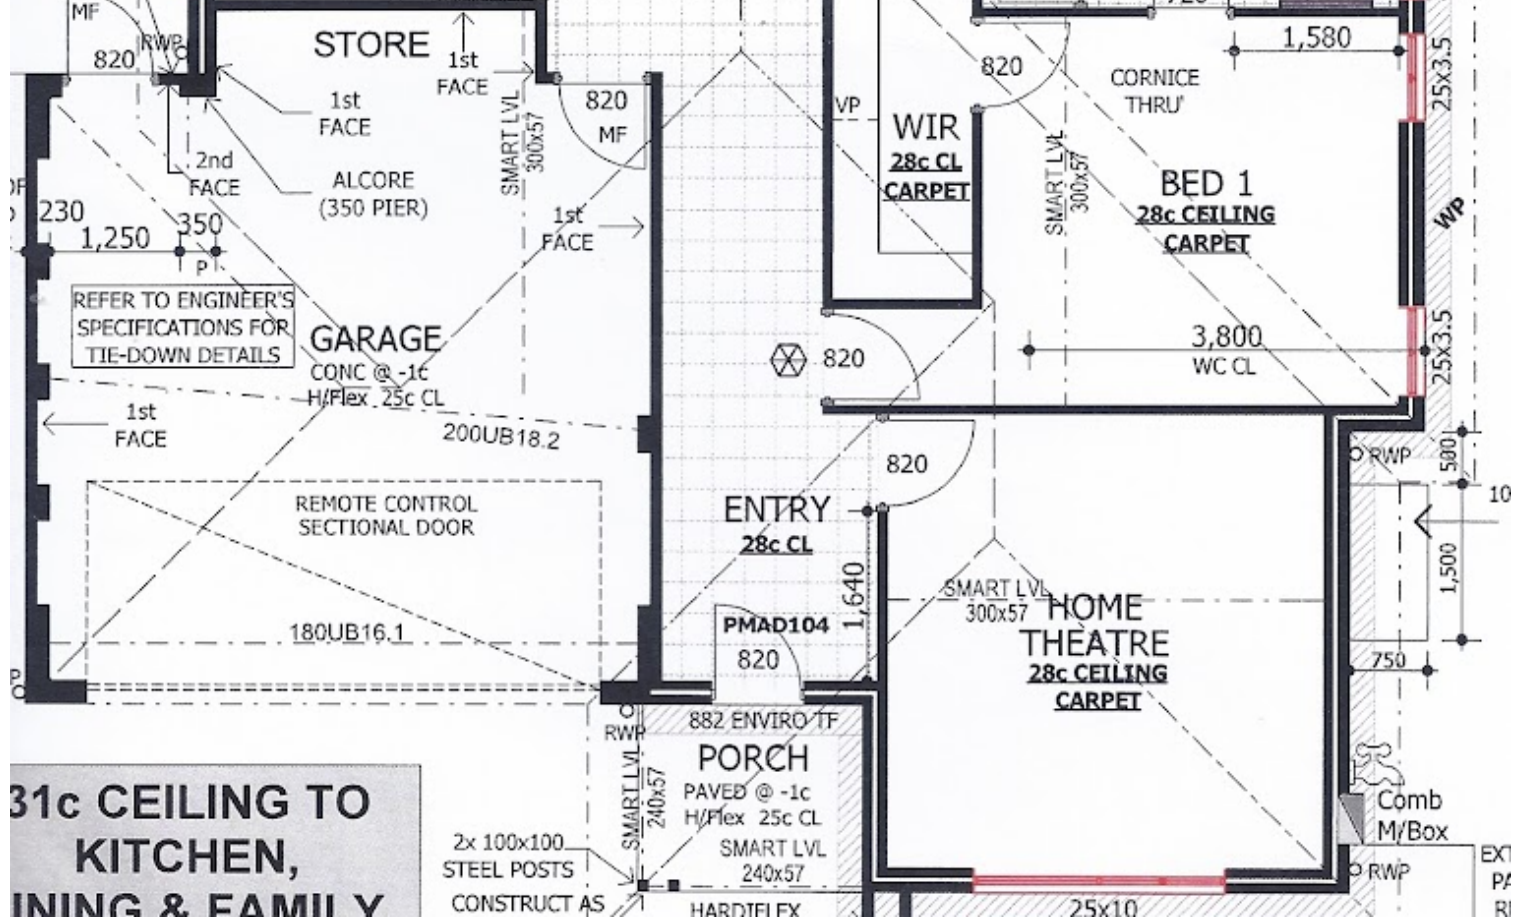 MF
820
RWP
STORE
1st
FACE
1st
FACE
2nd
FACE
ALCORE
(350 PIER)
SMART LVL
300x57
820
MF
1st
FACE
230
1,250
350
P
REFER TO ENGINEER'S
SPECIFICATIONS FOR
TIE-DOWN DETAILS
GARAGE
CONC @ -1c
H/Flex 25c CL
1st
FACE
200UB18.2
REMOTE CONTROL
SECTIONAL DOOR
180UB16.1
VP
WIR
28c CL
CARPET
820
1,580
CORNICE
THRU'
25x3.5
SMART LVL
300x57
BED 1
28c CEILING
CARPET
WP
3,800
WC CL
25x3.5
820
820
ENTRY
28c CL
1,640
PMAD104
820
SMART LVL
300x57
HOME
THEATRE
28c CEILING
CARPET
RWP
500
10
1,500
750
882 ENVIRO TF
RWP
PORCH
PAVED @ -1c
H/Flex 25c CL
SMART LVL
240x57
SMART LVL
240x57
2x 100x100
STEEL POSTS
CONSTRUCT AS
HARDIFLEX
31c CEILING TO
KITCHEN,
INING & FAMILY
Comb
M/Box
RWP
25x10
EXT
PA